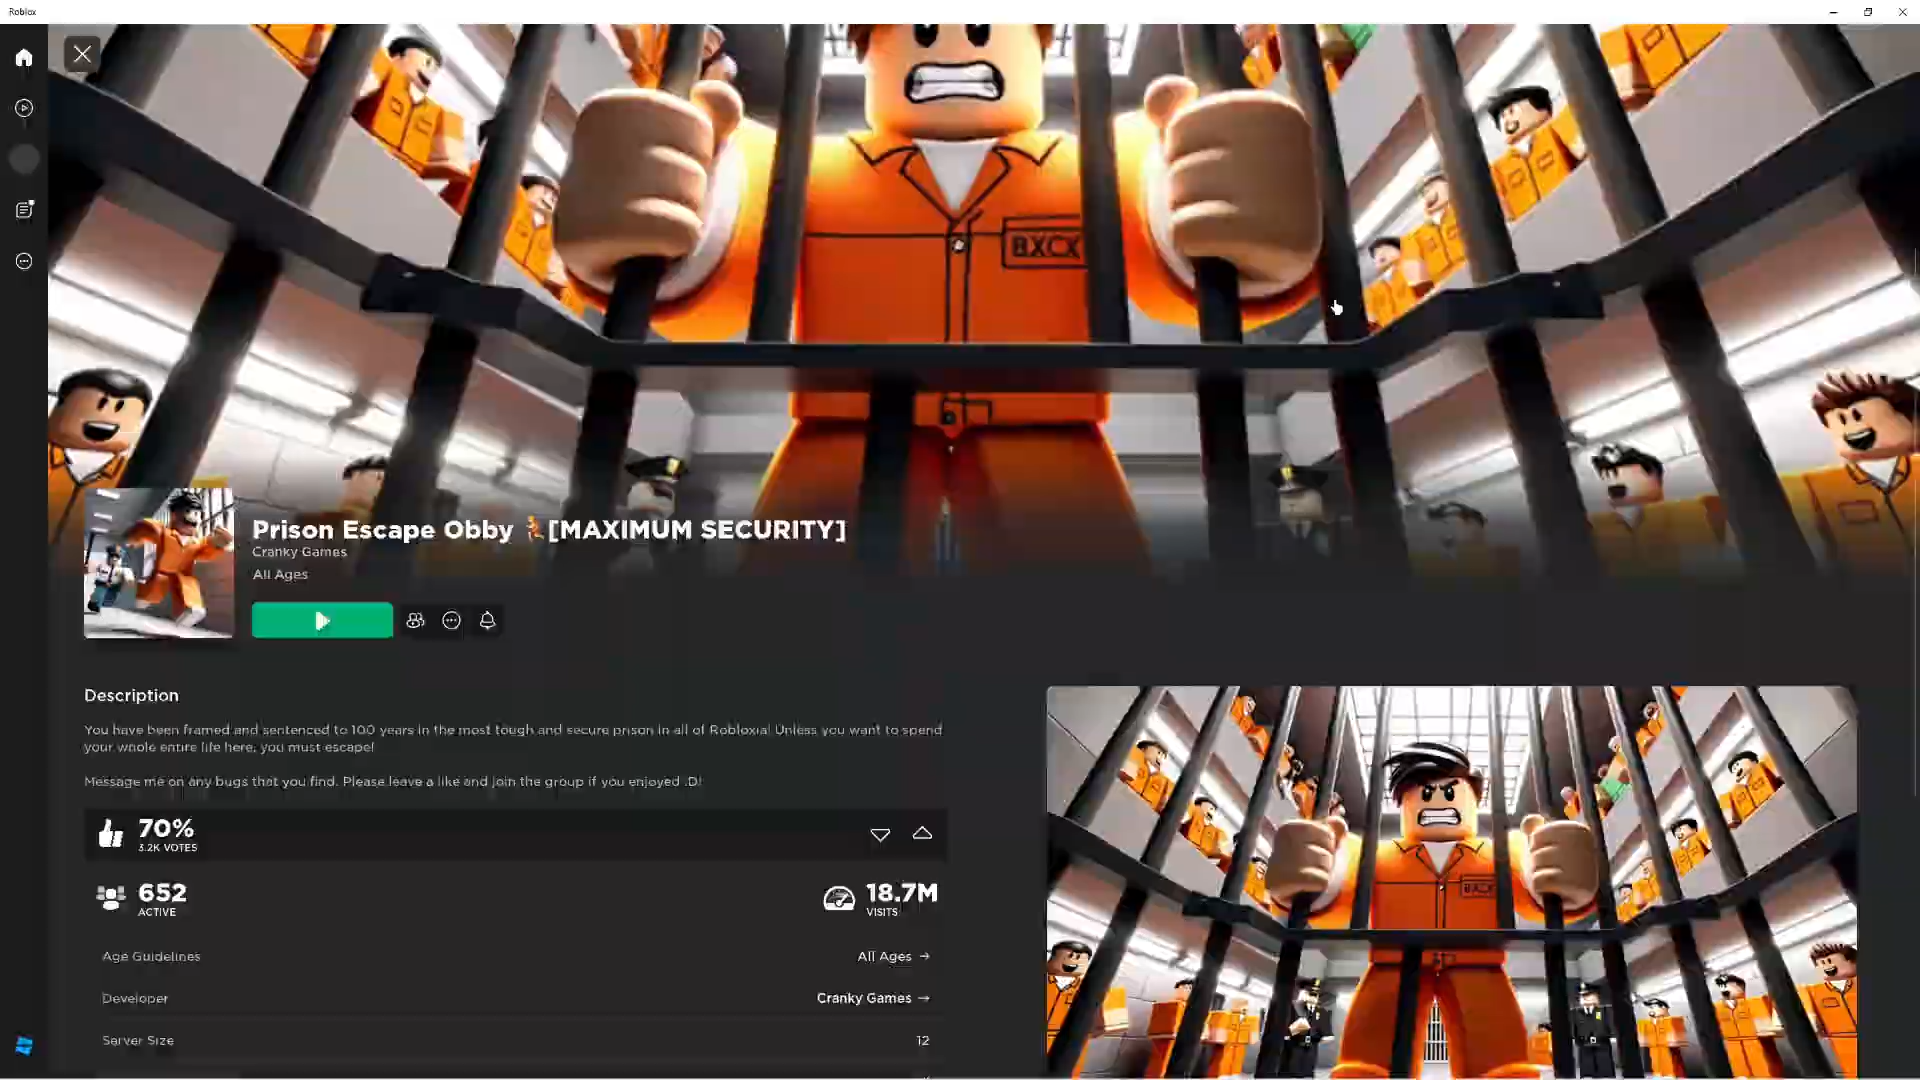 Roblox
BXCX
Prison Escape Obby 🏃[MAXIMUM SECURITY]
Cranky Games
All Ages
Description
You have been framed and sentenced to 100 years in the most tough and secure prison in all of Robloxia! Unless you want to spend
your whole entire life here, you must escape!
Message me on any bugs that you find. Please leave a like and join the group if you enjoyed :D!
70%
3.2K VOTES
652
ACTIVE
18.7M
VISITS
Age Guidelines
All Ages →
Developer
Cranky Games →
Server Size
12